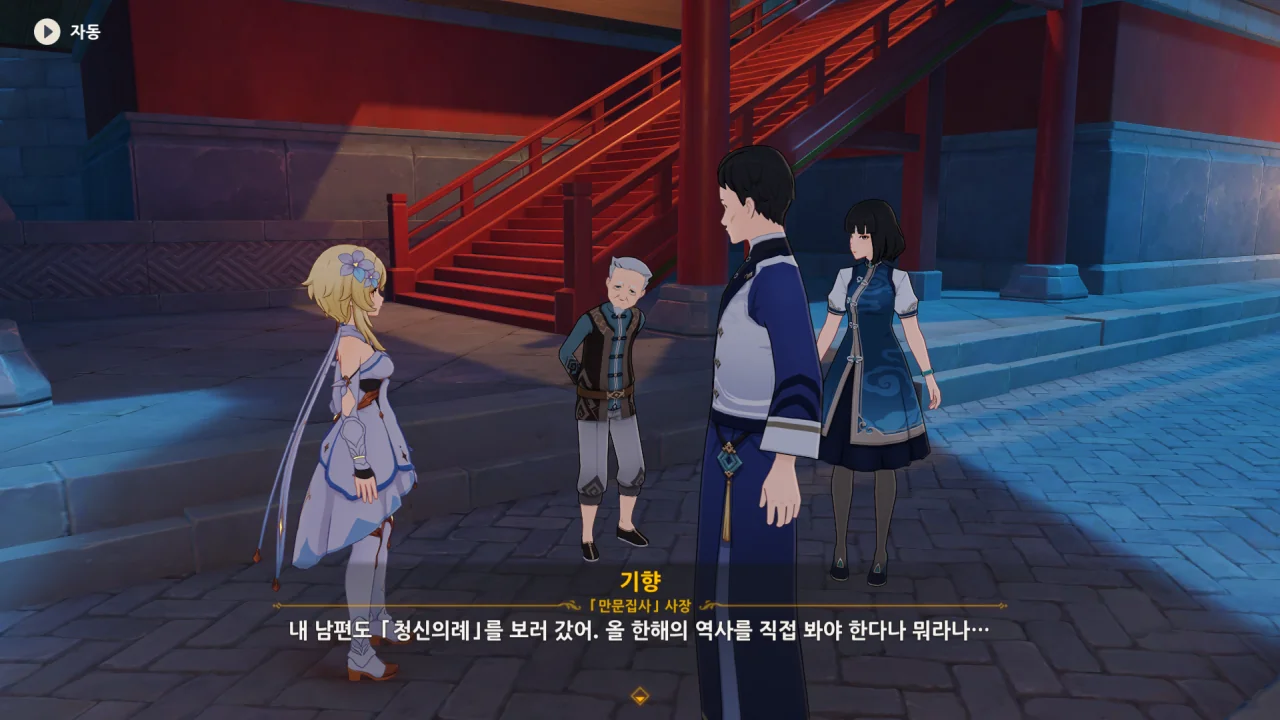 자동
기향
「만문집사」 사장
내 남편도 「청신의례」를 보러 갔어. 올 한해의 역사를 직접 봐야 한다나 뭐라나…